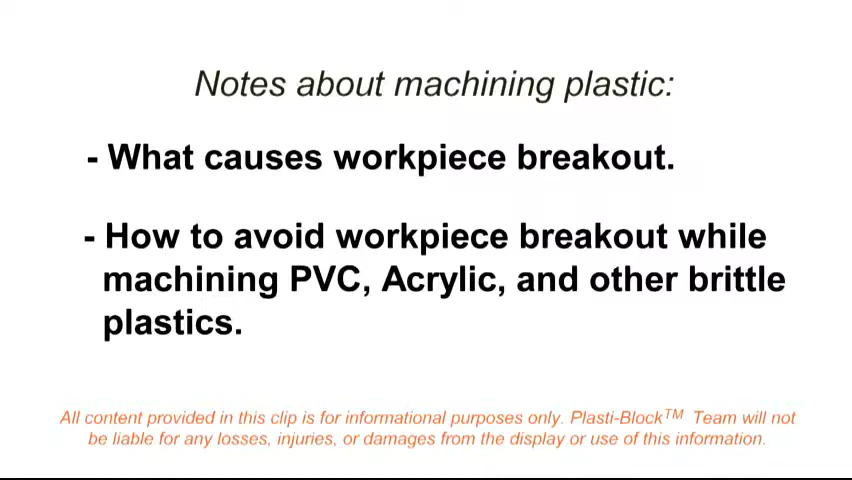 Notes about machining plastic:
- What causes workpiece breakout.
- How to avoid workpiece breakout while
machining PVC, Acrylic, and other brittle
plastics.
All content provided in this clip is for informational purposes only. Plasti-Block™ Team will not
be liable for any losses, injuries, or damages from the display or use of this information.